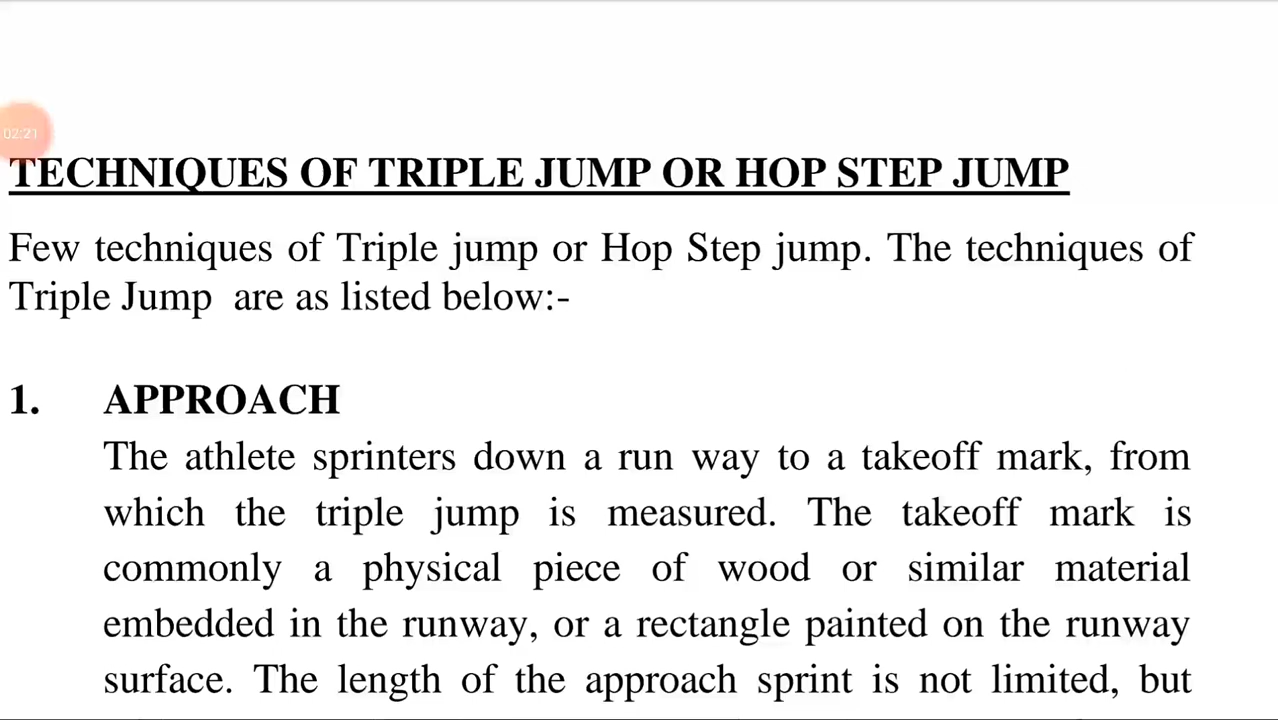 02:21
TECHNIQUES OF TRIPLE JUMP OR HOP STEP JUMP
Few techniques of Triple jump or Hop Step jump. The techniques of
Triple Jump are as listed below:-
1. APPROACH
The athlete sprinters down a run way to a takeoff mark, from
which the triple jump is measured. The takeoff mark is
commonly a physical piece of wood or similar material
embedded in the runway, or a rectangle painted on the runway
surface. The length of the approach sprint is not limited, but